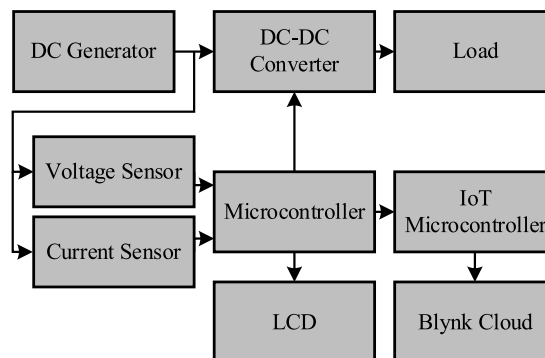 DC Generator
DC-DC
Converter
Load
Voltage Sensor
Current Sensor
Microcontroller
IoT
Microcontroller
LCD
Blynk Cloud